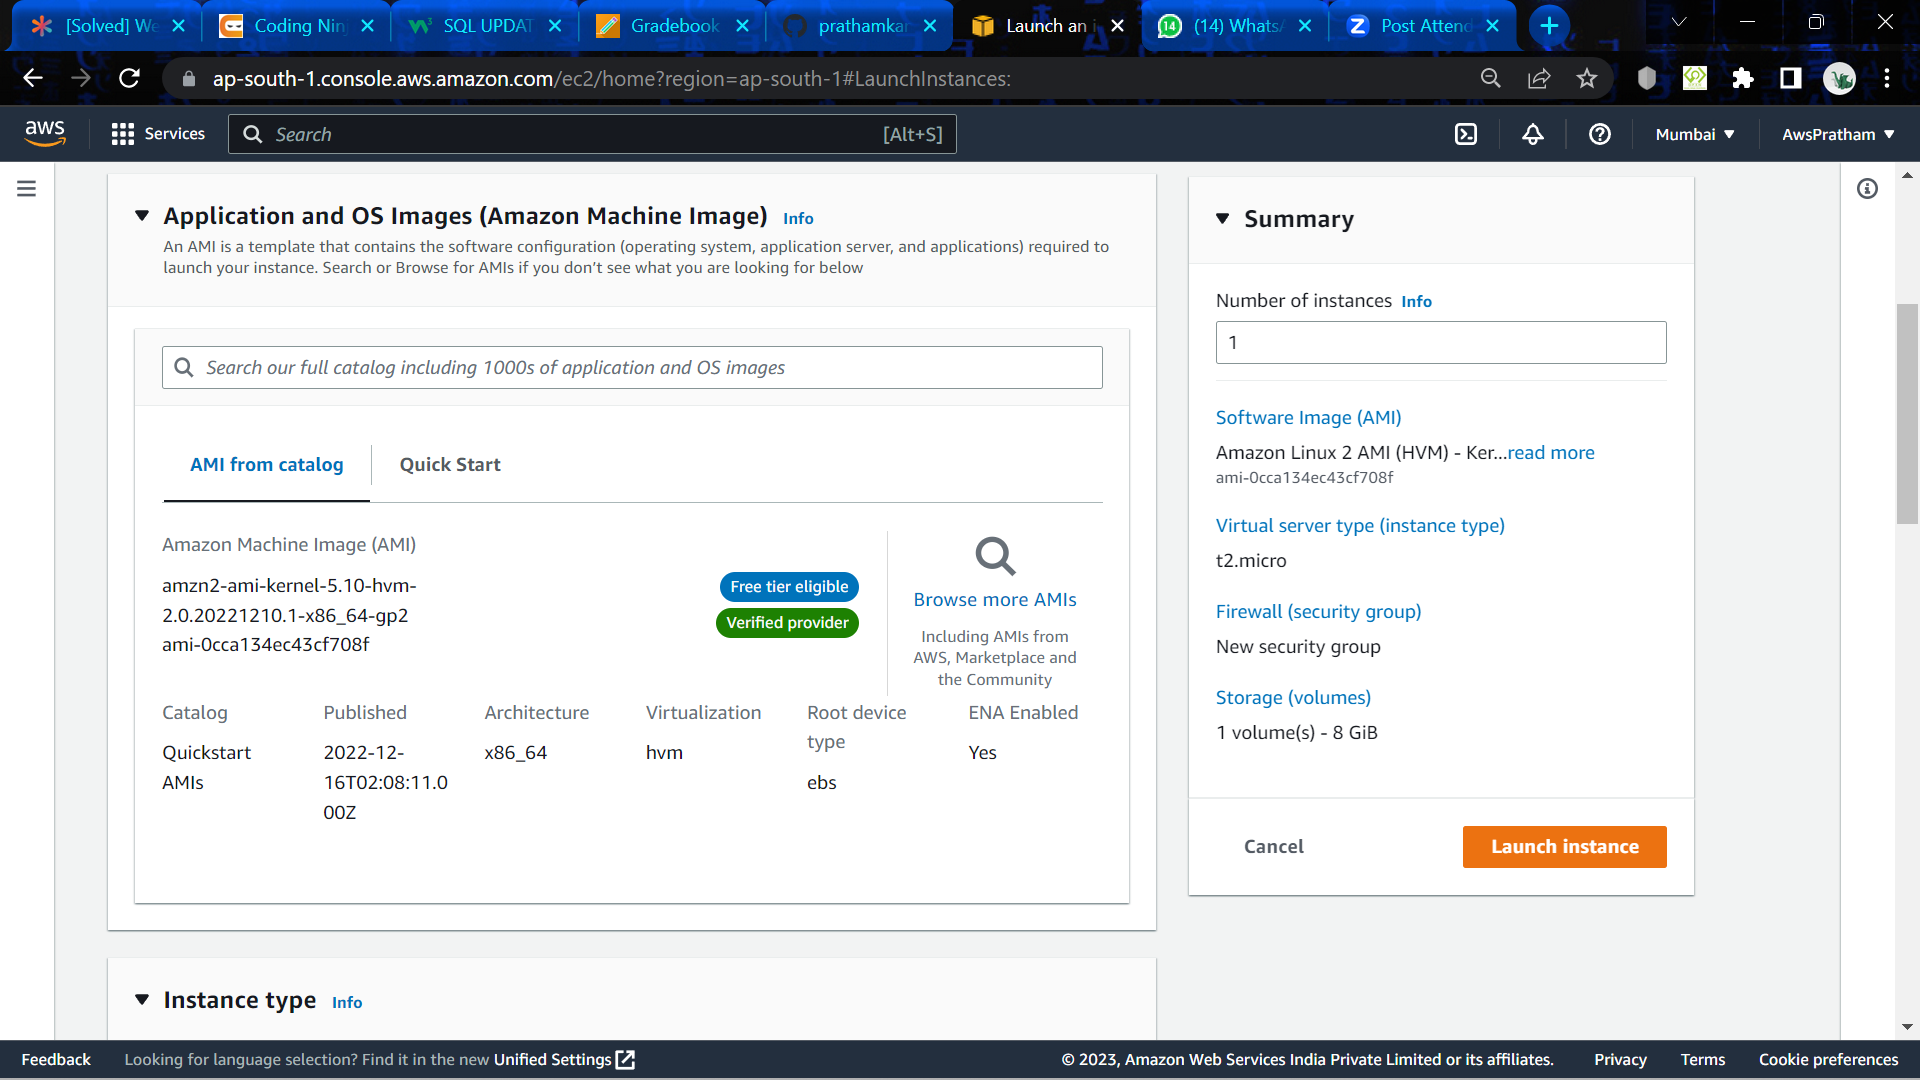 [Solved] We
Coding Nin
SQL UPDAT
Gradebook
prathamkar
Launch an i
(14) WhatsA
Post Attend
ap-south-1.console.aws.amazon.com/ec2/home?region=ap-south-1#LaunchInstances:
aws
Services
Search
[Alt+S]
Mumbai
AwsPratham
Application and OS Images (Amazon Machine Image) Info
An AMI is a template that contains the software configuration (operating system, application server, and applications) required to
launch your instance. Search or Browse for AMIs if you don’t see what you are looking for below
Search our full catalog including 1000s of application and OS images
AMI from catalog
Quick Start
Amazon Machine Image (AMI)
amzn2-ami-kernel-5.10-hvm-
2.0.20221210.1-x86_64-gp2
ami-0cca134ec43cf708f
Free tier eligible
Verified provider
Browse more AMIs
Including AMIs from
AWS, Marketplace and
the Community
Catalog
Quickstart
AMIs
Published
2022-12-
16T02:08:11.0
00Z
Architecture
x86_64
Virtualization
hvm
Root device
type
ebs
ENA Enabled
Yes
Instance type Info
Summary
Number of instances Info
1
Software Image (AMI)
Amazon Linux 2 AMI (HVM) - Ker...read more
ami-0cca134ec43cf708f
Virtual server type (instance type)
t2.micro
Firewall (security group)
New security group
Storage (volumes)
1 volume(s) - 8 GiB
Cancel
Launch instance
Feedback
Looking for language selection? Find it in the new Unified Settings
© 2023, Amazon Web Services India Private Limited or its affiliates.
Privacy
Terms
Cookie preferences